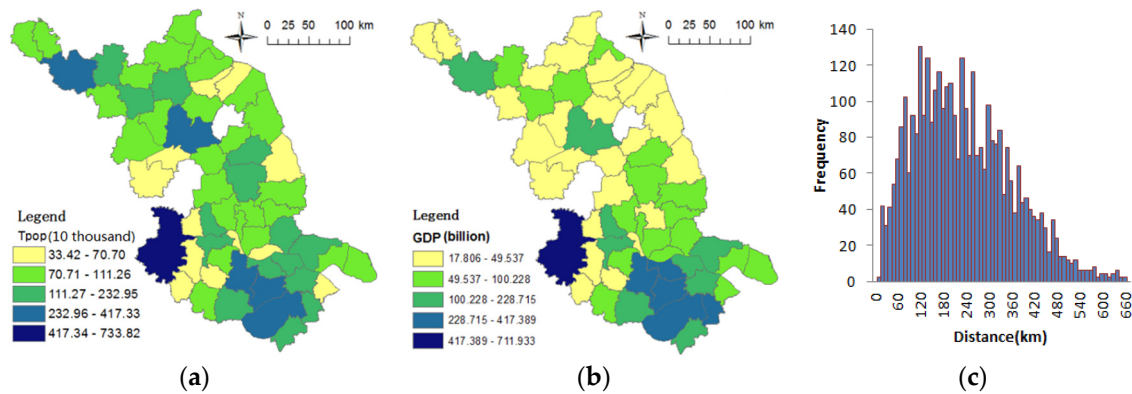 N
0 25 50 100 km
Legend
Tpop(10 thousand)
33.42 - 70.70
70.71 - 111.26
111.27 - 232.95
232.96 - 417.33
417.34 - 733.82
(a)
N
0 25 50 100 km
Legend
GDP (billion)
17.806 - 49.537
49.537 - 100.228
100.228 - 228.715
228.715 - 417.389
417.389 - 711.933
(b)
140
120
100
80
60
40
20
0
Frequency
0 60 120 180 240 300 360 420 480 540 600 660
Distance(km)
(c)